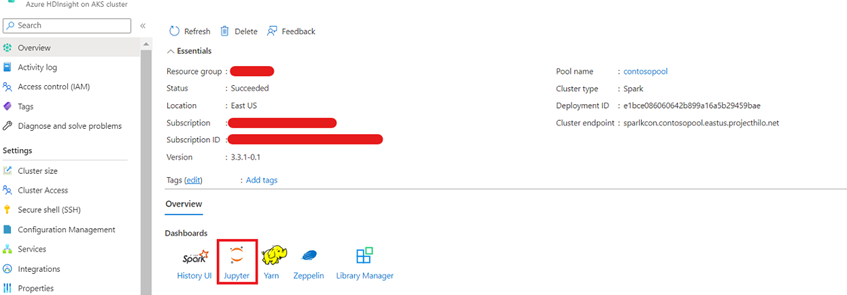 Azure HDInsight on AKS cluster
Search
«
Overview
Activity log
Access control (IAM)
Tags
Diagnose and solve problems
Settings
Cluster size
Cluster Access
Secure shell (SSH)
Configuration Management
Services
Integrations
Properties
Refresh Delete Feedback
Essentials
Resource group :
Status : Succeeded
Location : East US
Subscription :
Subscription ID :
Version : 3.3.1-0.1
Pool name : contosopool
Cluster type : Spark
Deployment ID : e1bce086060642b899a16a5b29459bae
Cluster endpoint : sparlkcon.contosopool.eastus.projecthilo.net
Tags (edit) : Add tags
Overview
Dashboards
Spark
History UI Jupyter Yarn Zeppelin Library Manager